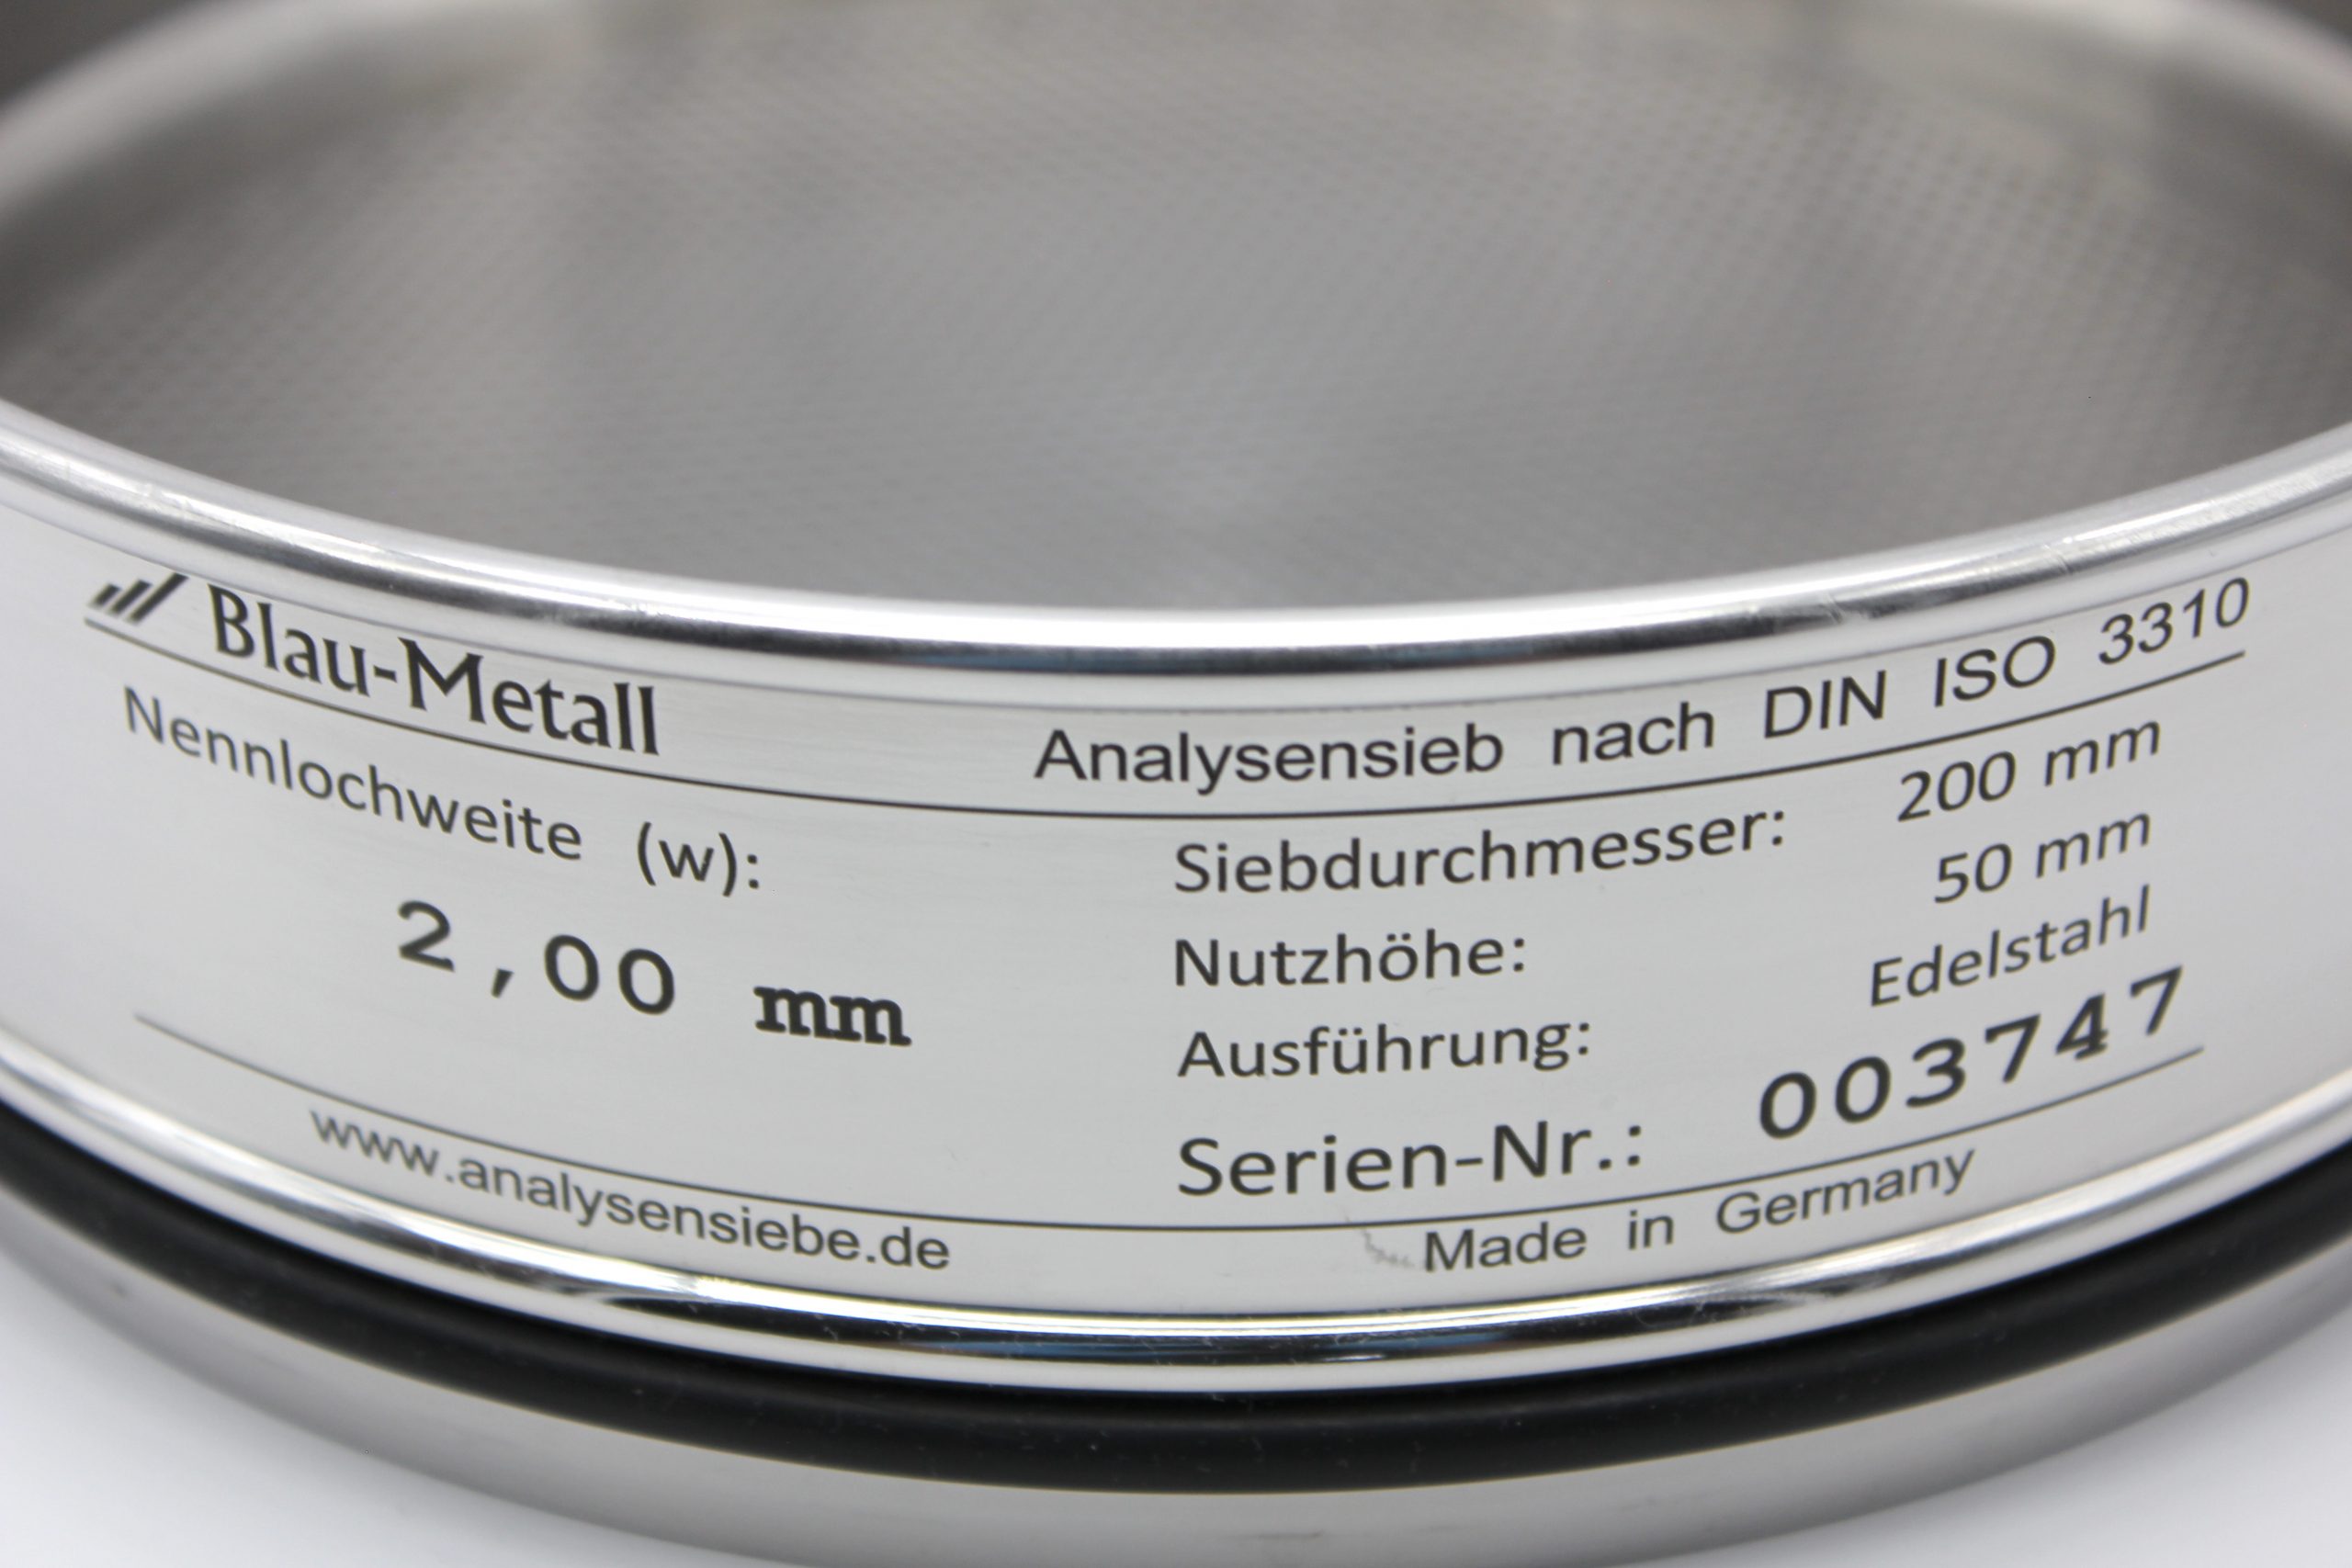 Blau-Metall
Analysensieb nach DIN ISO 3310
Nennlochweite (w):
2,00 mm
Siebdurchmesser: 200 mm
Nutzhöhe: 50 mm
Ausführung: Edelstahl
Serien-Nr.: 003747
www.analysensiebe.de
Made in Germany